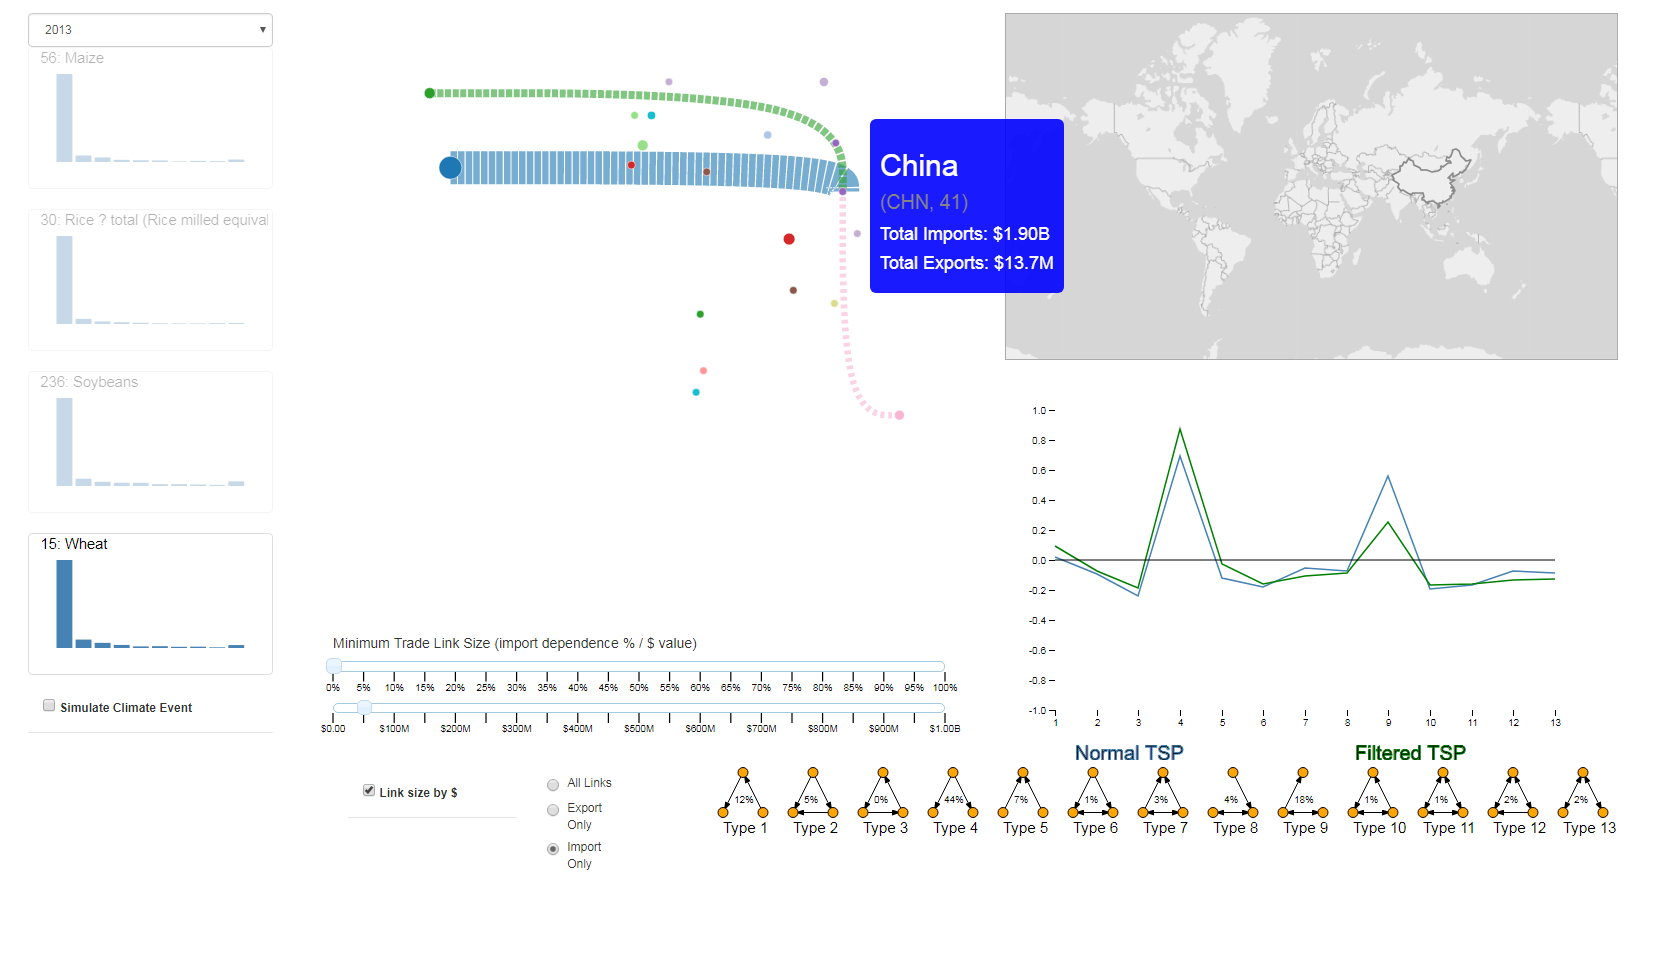 2013
56: Maize
30: Rice ? total (Rice milled equival
236: Soybeans
15: Wheat
Simulate Climate Event
China
(CHN, 41)
Total Imports: $1.90B
Total Exports: $13.7M
Minimum Trade Link Size (import dependence % / $ value)
0% 5% 10% 15% 20% 25% 30% 35% 40% 45% 50% 55% 60% 65% 70% 75% 80% 85% 90% 95% 100%
$0.00 $100M $200M $300M $400M $500M $600M $700M $800M $900M $1.00B
Link size by $
All Links
Export
Only
Import
Only
1.0
0.8
0.6
0.4
0.2
0.0
-0.2
-0.4
-0.6
-0.8
-1.0
1 2 3 4 5 6 7 8 9 10 11 12 13
Normal TSP Filtered TSP
12% 5% 0% 44% 7% 1% 3% 4% 18% 1% 1% 2% 2%
Type 1 Type 2 Type 3 Type 4 Type 5 Type 6 Type 7 Type 8 Type 9 Type 10 Type 11 Type 12 Type 13